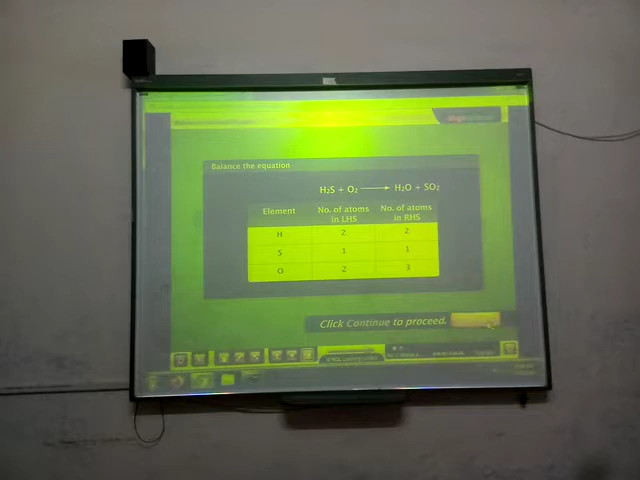 Balance the equation
H₂S + O₂ ⟶ H₂O + SO₂
Element No. of atoms in LHS No. of atoms in RHS
H 2 2
S 1 1
O 2 3
Click Continue to proceed.